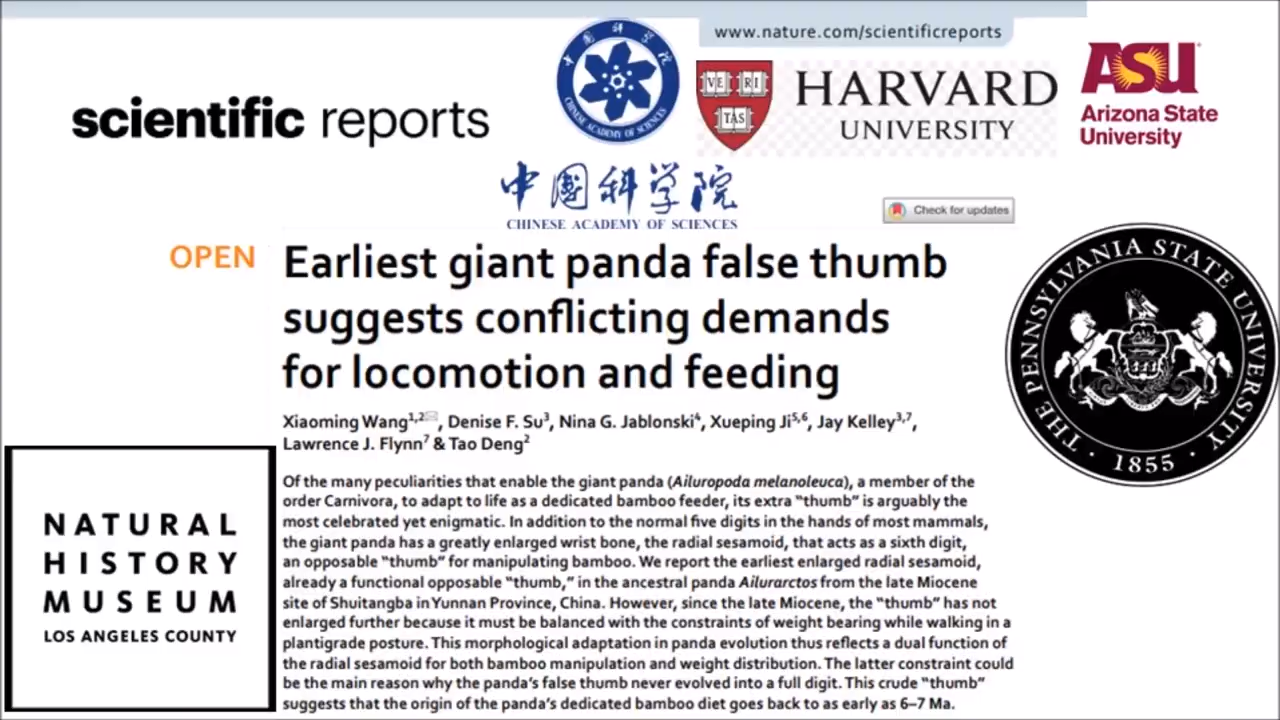 www.nature.com/scientificreports
scientific reports
中国科学院
CHINESE ACADEMY OF SCIENCES
VE RI
TAS
HARVARD
UNIVERSITY
ASU
Arizona State
University
中國科学院
CHINESE ACADEMY OF SCIENCES
Check for updates
OPEN
Earliest giant panda false thumb
suggests conflicting demands
for locomotion and feeding
THE PENNSYLVANIA STATE UNIVERSITY
· 1855 ·
Xiaoming Wang1,2✉, Denise F. Su3, Nina G. Jablonski4, Xueping Ji5,6, Jay Kelley3,7,
Lawrence J. Flynn7 & Tao Deng2
NATURAL
HISTORY
MUSEUM
LOS ANGELES COUNTY
Of the many peculiarities that enable the giant panda (Ailuropoda melanoleuca), a member of the
order Carnivora, to adapt to life as a dedicated bamboo feeder, its extra “thumb” is arguably the
most celebrated yet enigmatic. In addition to the normal five digits in the hands of most mammals,
the giant panda has a greatly enlarged wrist bone, the radial sesamoid, that acts as a sixth digit,
an opposable “thumb” for manipulating bamboo. We report the earliest enlarged radial sesamoid,
already a functional opposable “thumb,” in the ancestral panda Ailurarctos from the late Miocene
site of Shuitangba in Yunnan Province, China. However, since the late Miocene, the “thumb” has not
enlarged further because it must be balanced with the constraints of weight bearing while walking in a
plantigrade posture. This morphological adaptation in panda evolution thus reflects a dual function of
the radial sesamoid for both bamboo manipulation and weight distribution. The latter constraint could
be the main reason why the panda’s false thumb never evolved into a full digit. This crude “thumb”
suggests that the origin of the panda’s dedicated bamboo diet goes back to as early as 6–7 Ma.